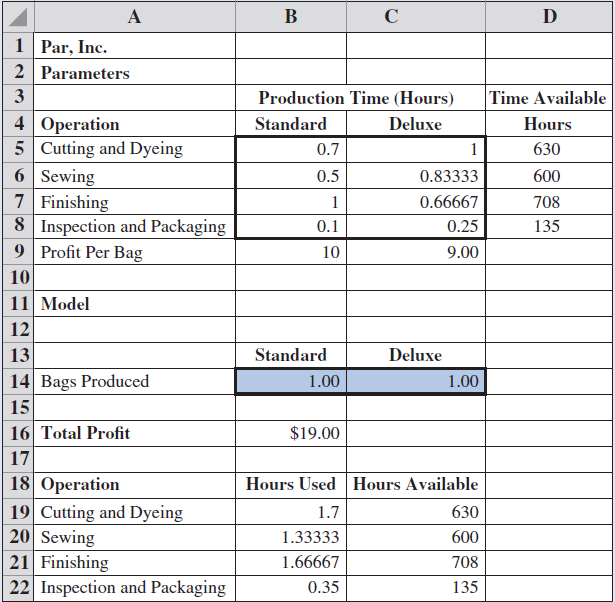 A B C D
1 Par, Inc.
2 Parameters
3 Production Time (Hours) Time Available
4 Operation Standard Deluxe Hours
5 Cutting and Dyeing 0.7 1 630
6 Sewing 0.5 0.83333 600
7 Finishing 1 0.66667 708
8 Inspection and Packaging 0.1 0.25 135
9 Profit Per Bag 10 9.00
10
11 Model
12
13 Standard Deluxe
14 Bags Produced 1.00 1.00
15
16 Total Profit $19.00
17
18 Operation Hours Used Hours Available
19 Cutting and Dyeing 1.7 630
20 Sewing 1.33333 600
21 Finishing 1.66667 708
22 Inspection and Packaging 0.35 135